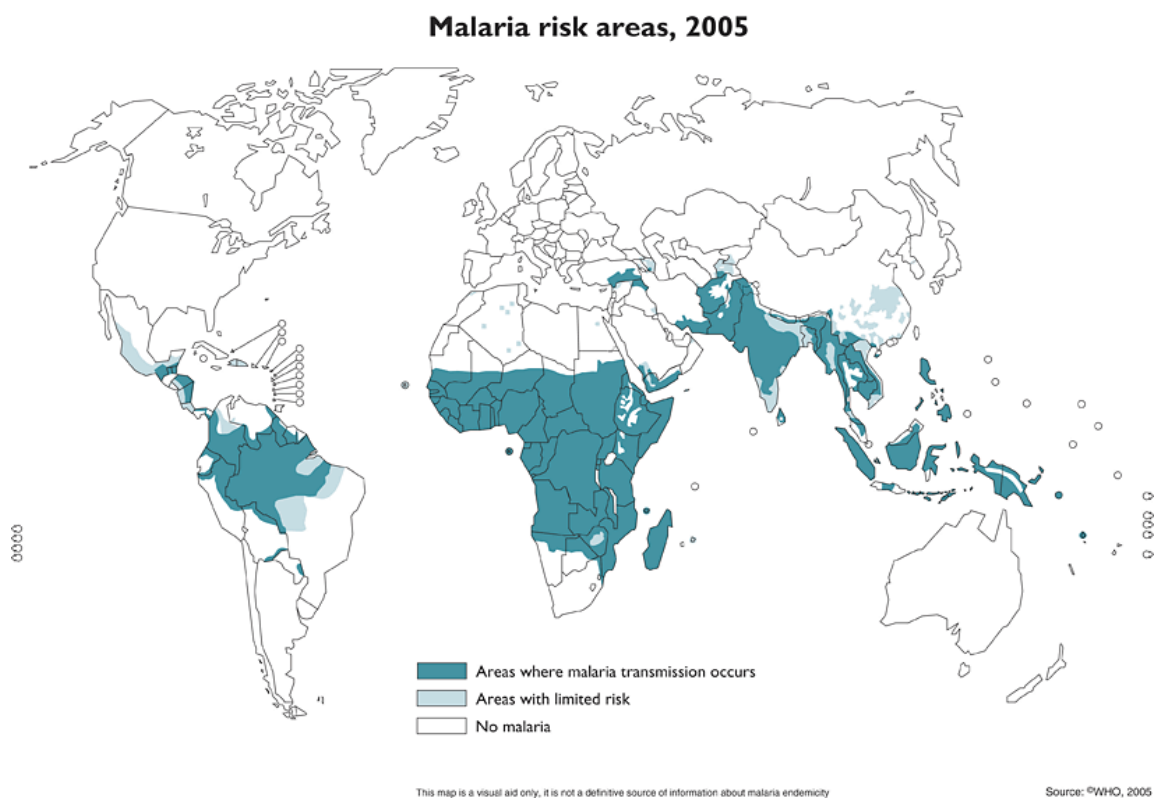 Malaria risk areas, 2005
Areas where malaria transmission occurs
Areas with limited risk
No malaria
This map is a visual aid only, it is not a definitive source of information about malaria endemicity
Source: ©WHO, 2005